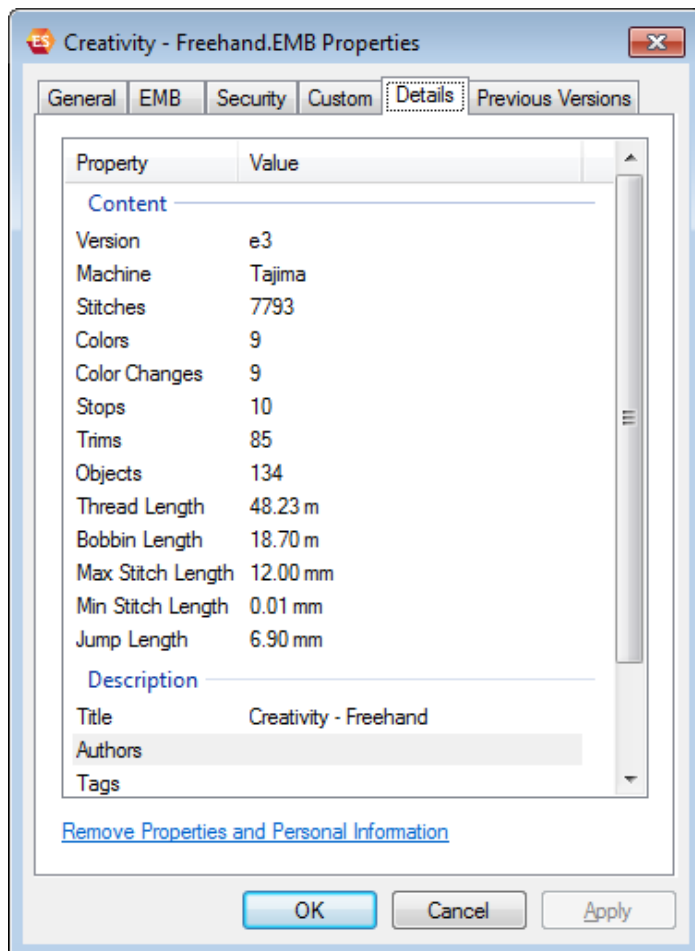 ES Creativity - Freehand.EMB Properties
General EMB Security Custom Details Previous Versions
Property Value
Content
Version e3
Machine Tajima
Stitches 7793
Colors 9
Color Changes 9
Stops 10
Trims 85
Objects 134
Thread Length 48.23 m
Bobbin Length 18.70 m
Max Stitch Length 12.00 mm
Min Stitch Length 0.01 mm
Jump Length 6.90 mm
Description
Title Creativity - Freehand
Authors
Tags
Remove Properties and Personal Information
OK Cancel Apply